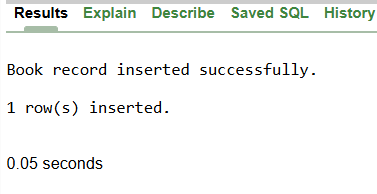 Results Explain Describe Saved SQL History
Book record inserted successfully.
1 row(s) inserted.
0.05 seconds